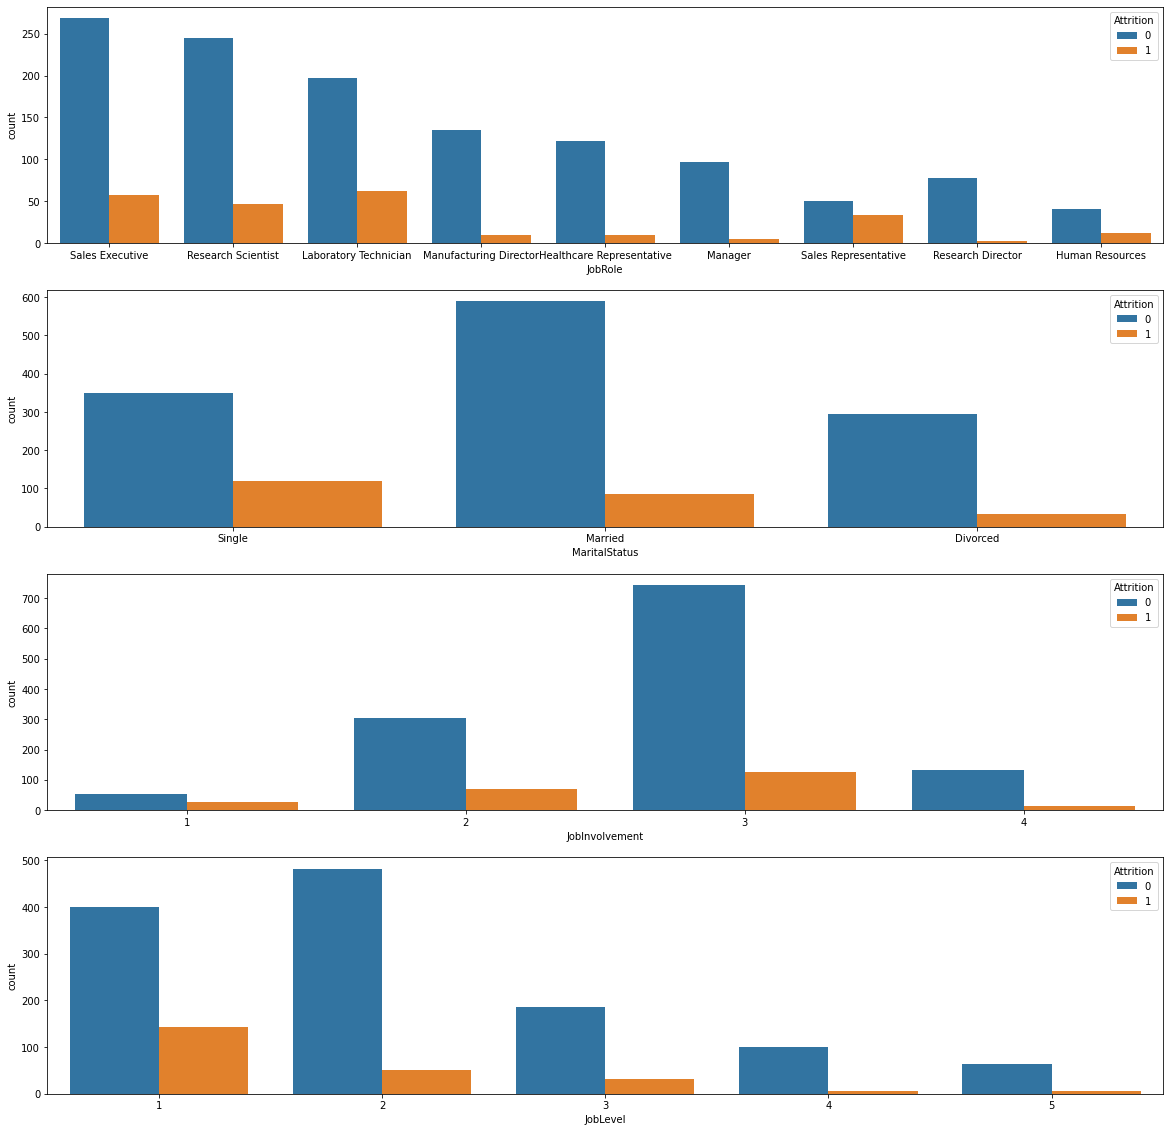 Attrition
0
1
250
200
150
100
50
0
count
Sales Executive Research Scientist Laboratory Technician Manufacturing Director Healthcare Representative Manager Sales Representative Research Director Human Resources
JobRole
Attrition
0
1
600
500
400
300
200
100
0
count
Single Married Divorced
MaritalStatus
Attrition
0
1
700
600
500
400
300
200
100
0
count
1 2 3 4
JobInvolvement
Attrition
0
1
500
400
300
200
100
0
count
1 2 3 4 5
JobLevel